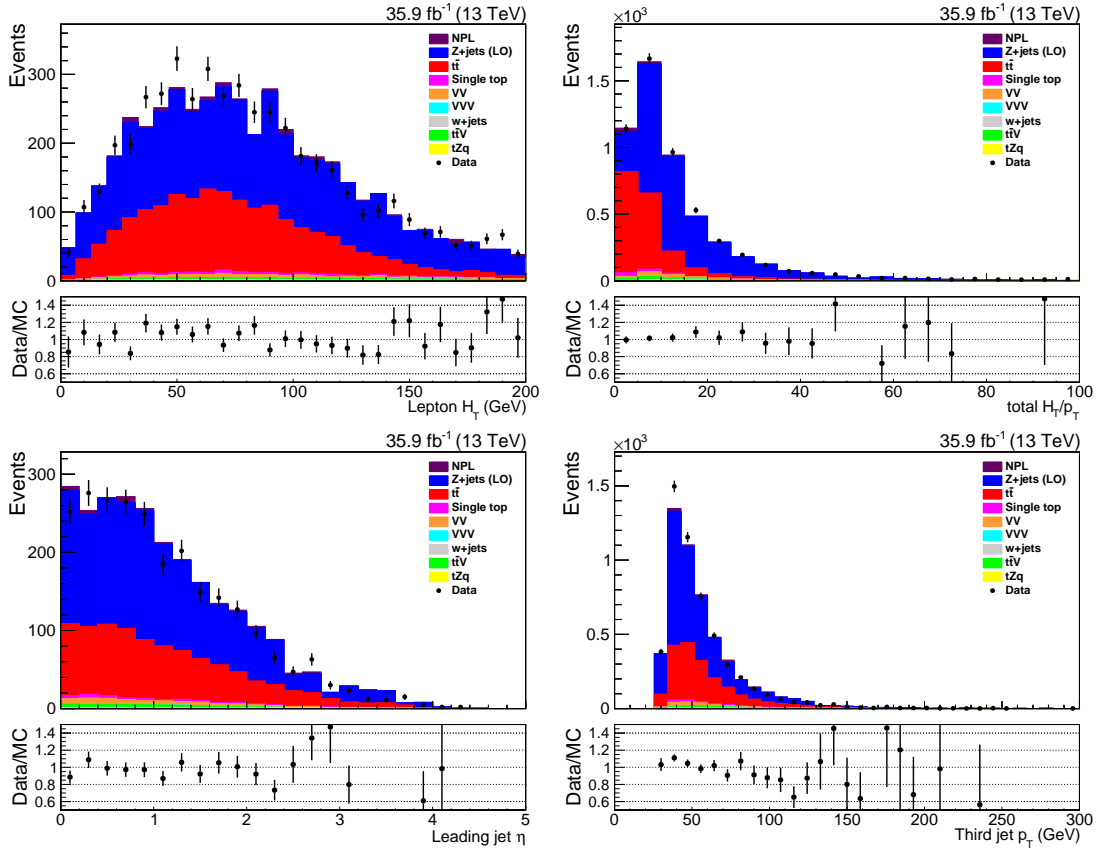 35.9 fb⁻¹ (13 TeV)
Events
300
200
100
0
NPL
Z+jets (LO)
tt̄
Single top
VV
VVV
w+jets
tt̄V
tZq
Data
Data/MC
1.4
1.2
1
0.8
0.6
0 50 100 150 200
Lepton H_T (GeV)
35.9 fb⁻¹ (13 TeV)
×10³
Events
1.5
1
0.5
0
NPL
Z+jets (LO)
tt̄
Single top
VV
VVV
w+jets
tt̄V
tZq
Data
Data/MC
1.4
1.2
1
0.8
0.6
0 20 40 60 80 100
total H_T/p_T
35.9 fb⁻¹ (13 TeV)
Events
300
200
100
0
NPL
Z+jets (LO)
tt̄
Single top
VV
VVV
w+jets
tt̄V
tZq
Data
Data/MC
1.4
1.2
1
0.8
0.6
0 1 2 3 4 5
Leading jet η
35.9 fb⁻¹ (13 TeV)
×10³
Events
1.5
1
0.5
0
NPL
Z+jets (LO)
tt̄
Single top
VV
VVV
w+jets
tt̄V
tZq
Data
Data/MC
1.4
1.2
1
0.8
0.6
0 50 100 150 200 250 300
Third jet p_T (GeV)